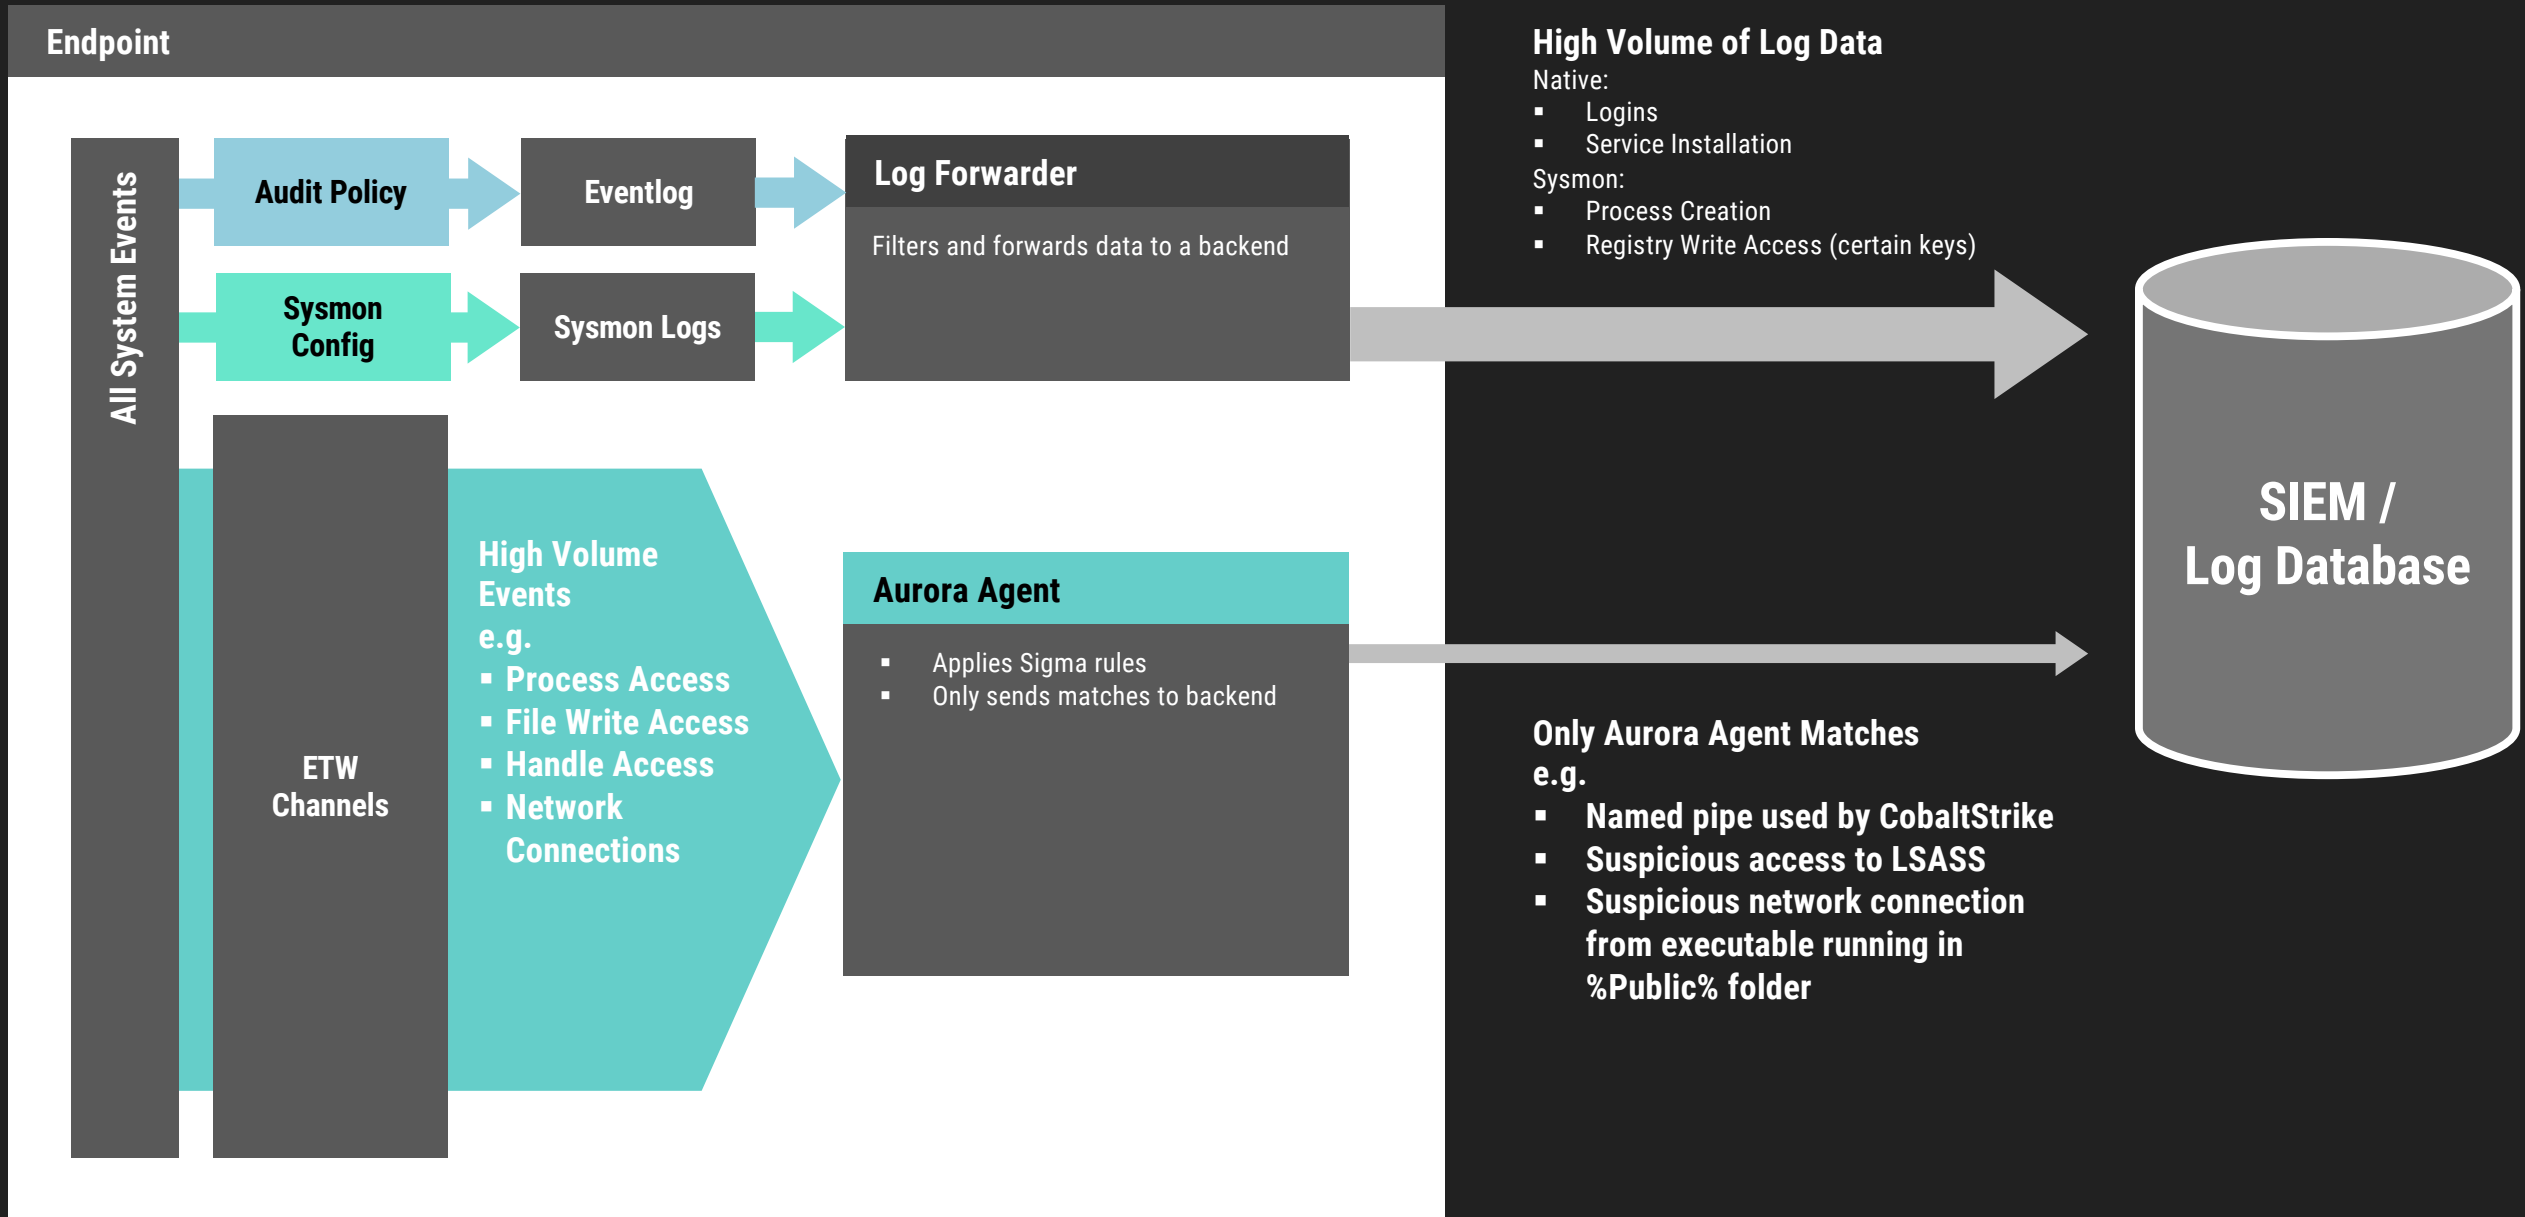 Endpoint
All System Events
Audit Policy
Eventlog
Log Forwarder
Filters and forwards data to a backend
Sysmon
Config
Sysmon Logs
ETW
Channels
High Volume
Events
e.g.
▪ Process Access
▪ File Write Access
▪ Handle Access
▪ Network
Connections
Aurora Agent
▪ Applies Sigma rules
▪ Only sends matches to backend
High Volume of Log Data
Native:
▪ Logins
▪ Service Installation
Sysmon:
▪ Process Creation
▪ Registry Write Access (certain keys)
Only Aurora Agent Matches
e.g.
▪ Named pipe used by CobaltStrike
▪ Suspicious access to LSASS
▪ Suspicious network connection
from executable running in
%Public% folder
SIEM /
Log Database